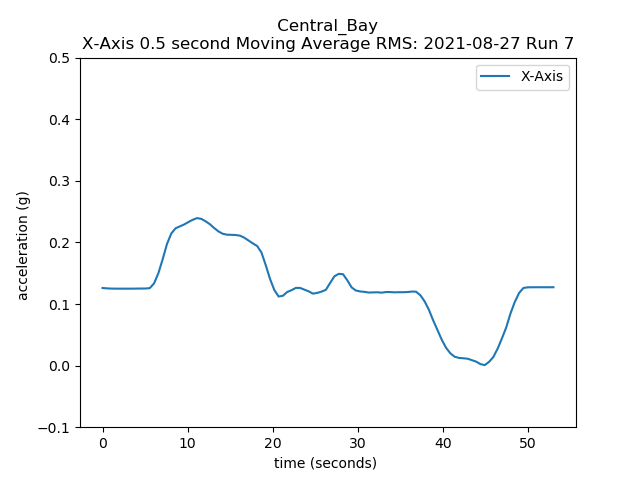 Central_Bay
X-Axis 0.5 second Moving Average RMS: 2021-08-27 Run 7
X-Axis
0.5
0.4
0.3
0.2
0.1
0.0
−0.1
acceleration (g)
0 10 20 30 40 50
time (seconds)